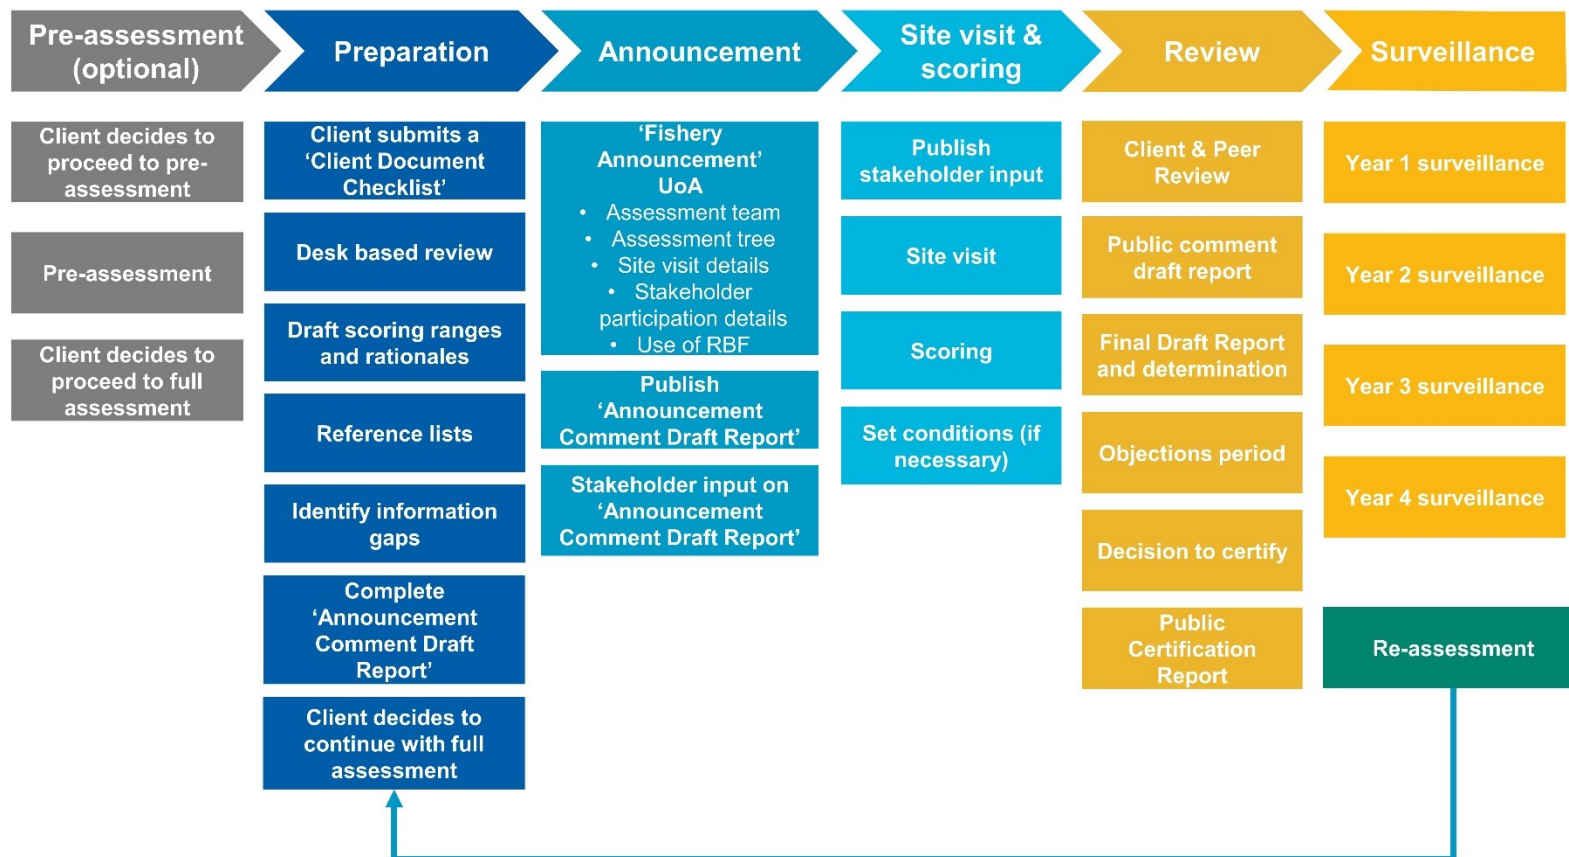 Pre-assessment
(optional)
Preparation
Announcement
Site visit &
scoring
Review
Surveillance
Client decides to
proceed to pre-
assessment
Pre-assessment
Client decides to
proceed to full
assessment
Client submits a
‘Client Document
Checklist’
Desk based review
Draft scoring ranges
and rationales
Reference lists
Identify information
gaps
Complete
‘Announcement
Comment Draft
Report’
Client decides to
continue with full
assessment
‘Fishery
Announcement’
UoA
• Assessment team
• Assessment tree
• Site visit details
• Stakeholder
participation details
• Use of RBF
Publish
‘Announcement
Comment Draft Report’
Stakeholder input on
‘Announcement
Comment Draft Report’
Publish
stakeholder input
Site visit
Scoring
Set conditions (if
necessary)
Client & Peer
Review
Public comment
draft report
Final Draft Report
and determination
Objections period
Decision to certify
Public
Certification
Report
Year 1 surveillance
Year 2 surveillance
Year 3 surveillance
Year 4 surveillance
Re-assessment